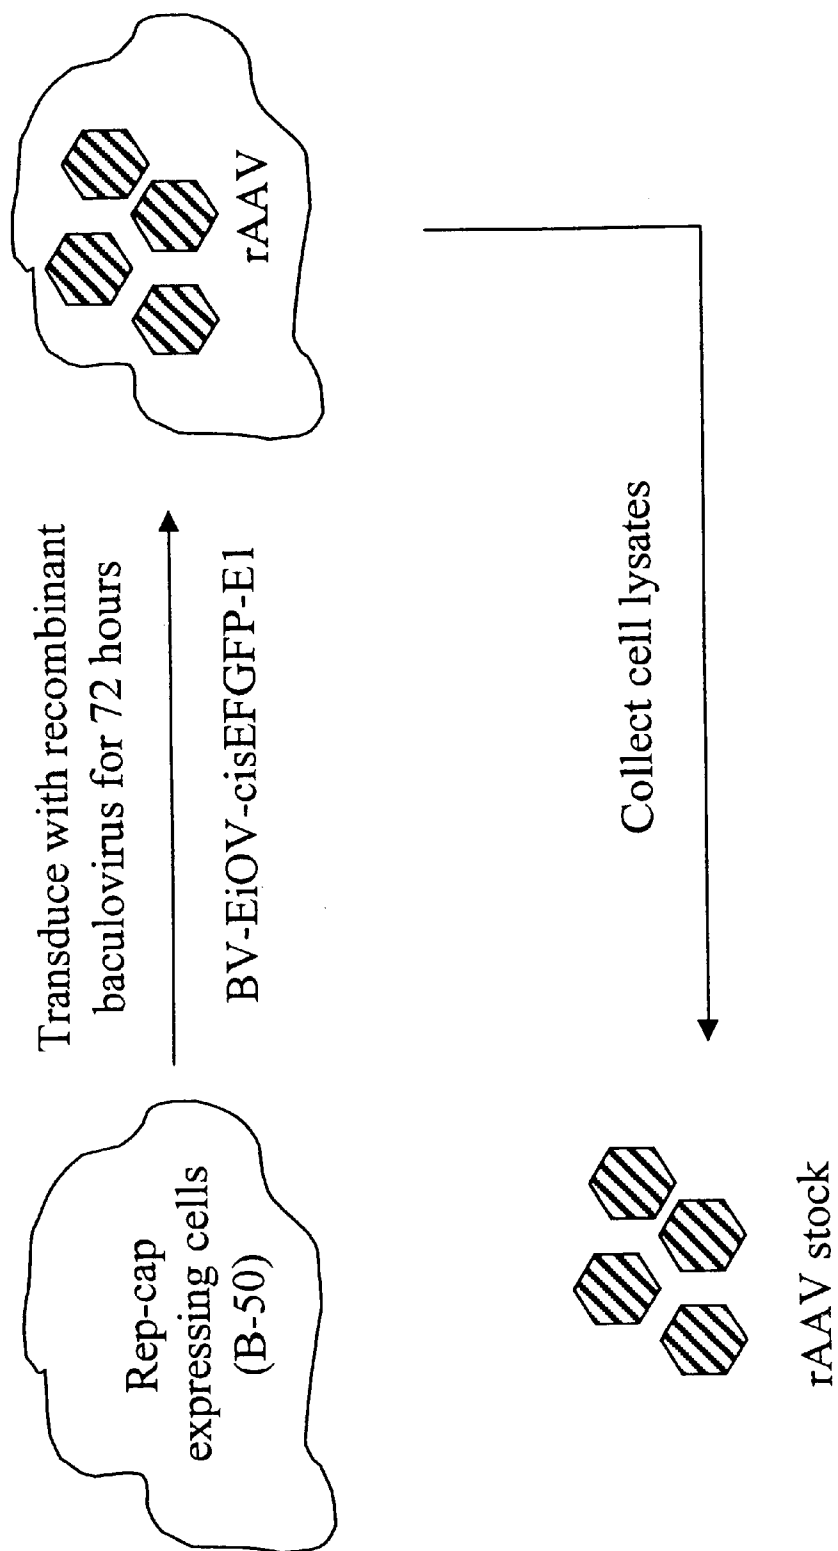 Rep-cap
expressing cells
(B-50)
Transduce with recombinant
baculovirus for 72 hours
BV-EiOV-cisEFGFP-E1
rAAV
Collect cell lysates
rAAV stock